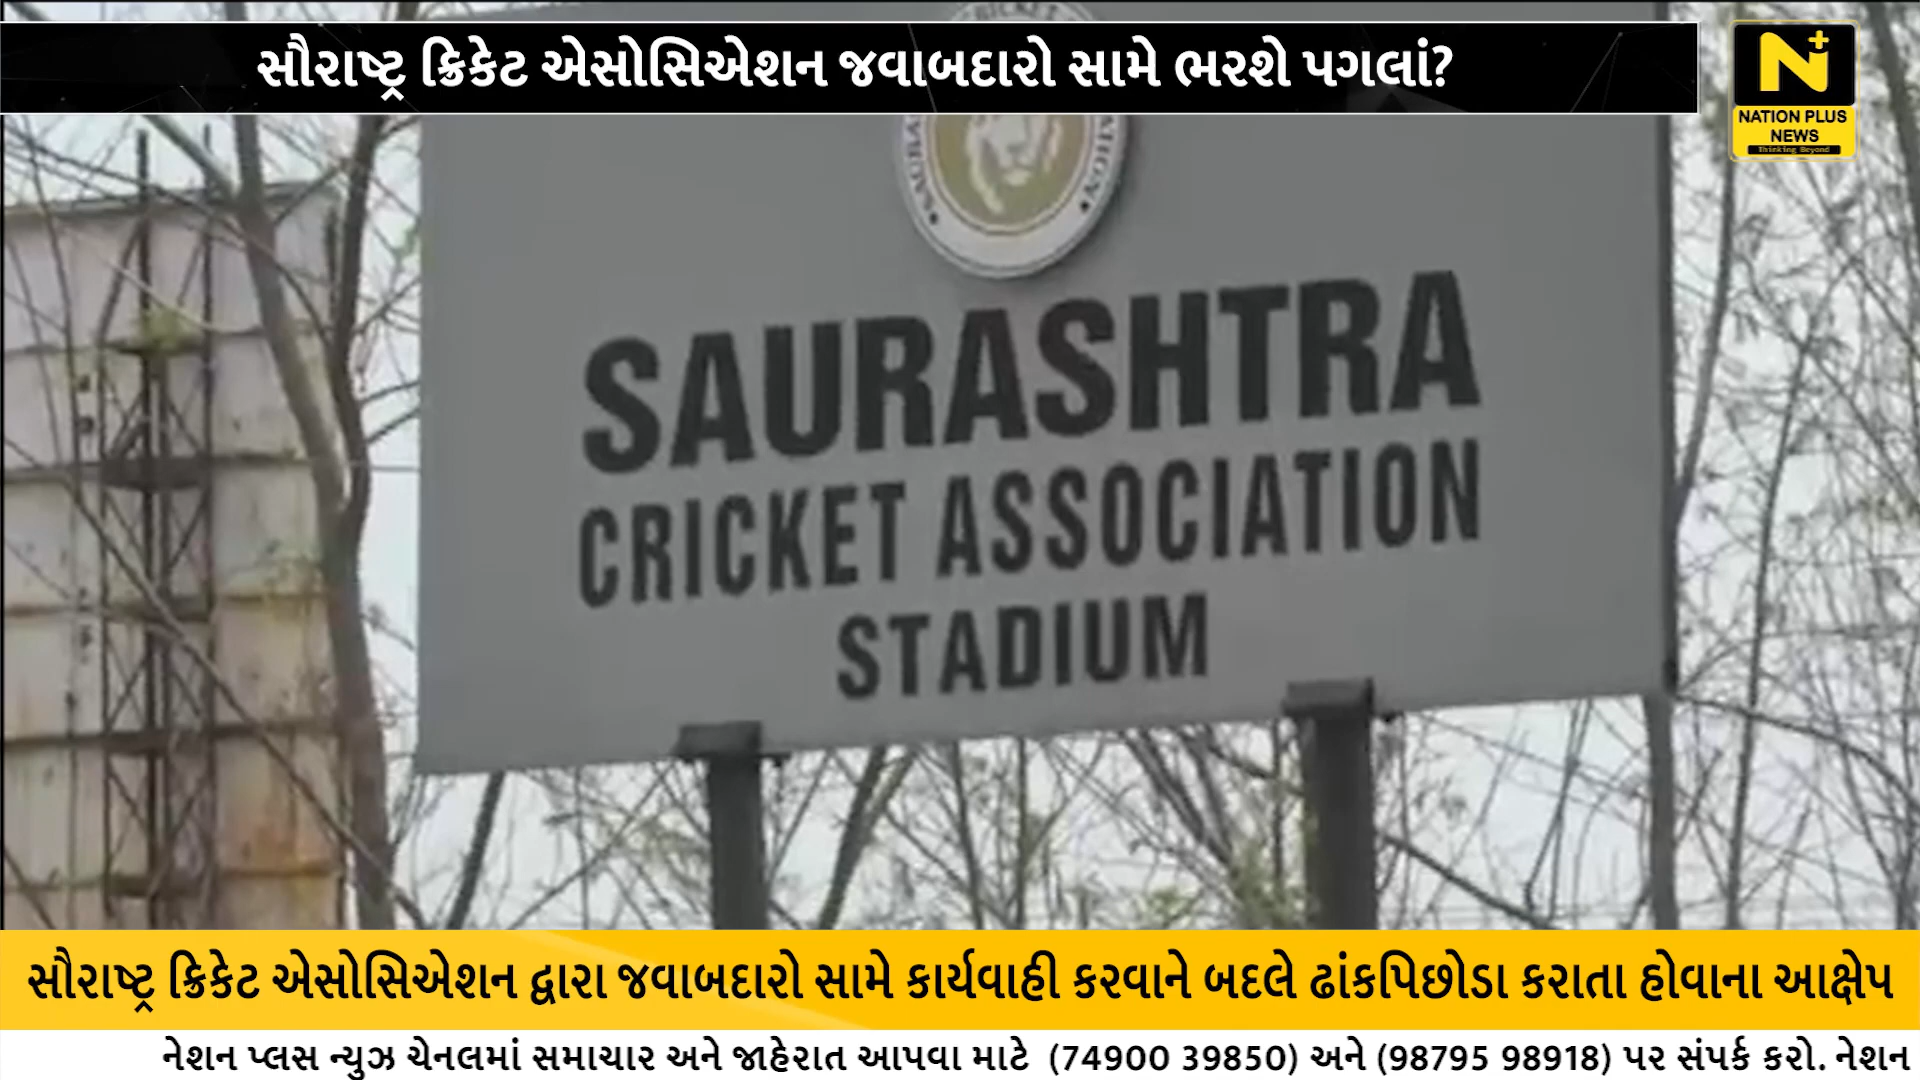 સૌરાષ્ટ્ર ક્રિકેટ એસોસિએશન જવાબદારો સામે ભરશે પગલાં?
N+
NATION PLUS
NEWS
Thinking Beyond
SAURASHTRA
CRICKET ASSOCIATION
STADIUM
સૌરાષ્ટ્ર ક્રિકેટ એસોસિએશન દ્વારા જવાબદારો સામે કાર્યવાહી કરવાને બદલે ઢાંકપિછોડા કરાતા હોવાના આક્ષેપ
નેશન પ્લસ ન્યુઝ ચેનલમાં સમાચાર અને જાહેરાત આપવા માટે (74900 39850) અને (98795 98918) પર સંપર્ક કરો. નેશન